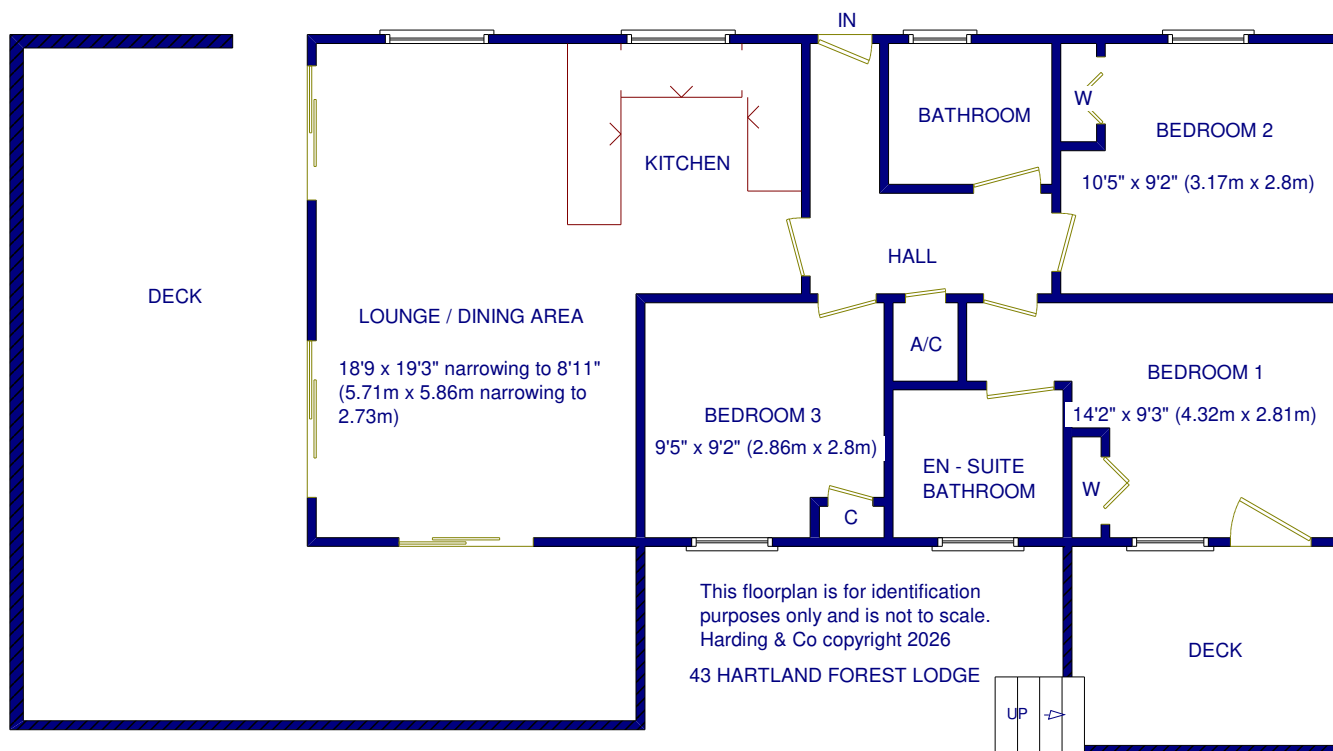 IN
BATHROOM
W
BEDROOM 2
10'5" x 9'2" (3.17m x 2.8m)
KITCHEN
HALL
DECK
LOUNGE / DINING AREA
18'9 x 19'3" narrowing to 8'11"
(5.71m x 5.86m narrowing to
2.73m)
A/C
BEDROOM 1
14'2" x 9'3" (4.32m x 2.81m)
BEDROOM 3
9'5" x 9'2" (2.86m x 2.8m)
EN - SUITE
BATHROOM
W
C
This floorplan is for identification
purposes only and is not to scale.
Harding & Co copyright 2026
43 HARTLAND FOREST LODGE
DECK
UP